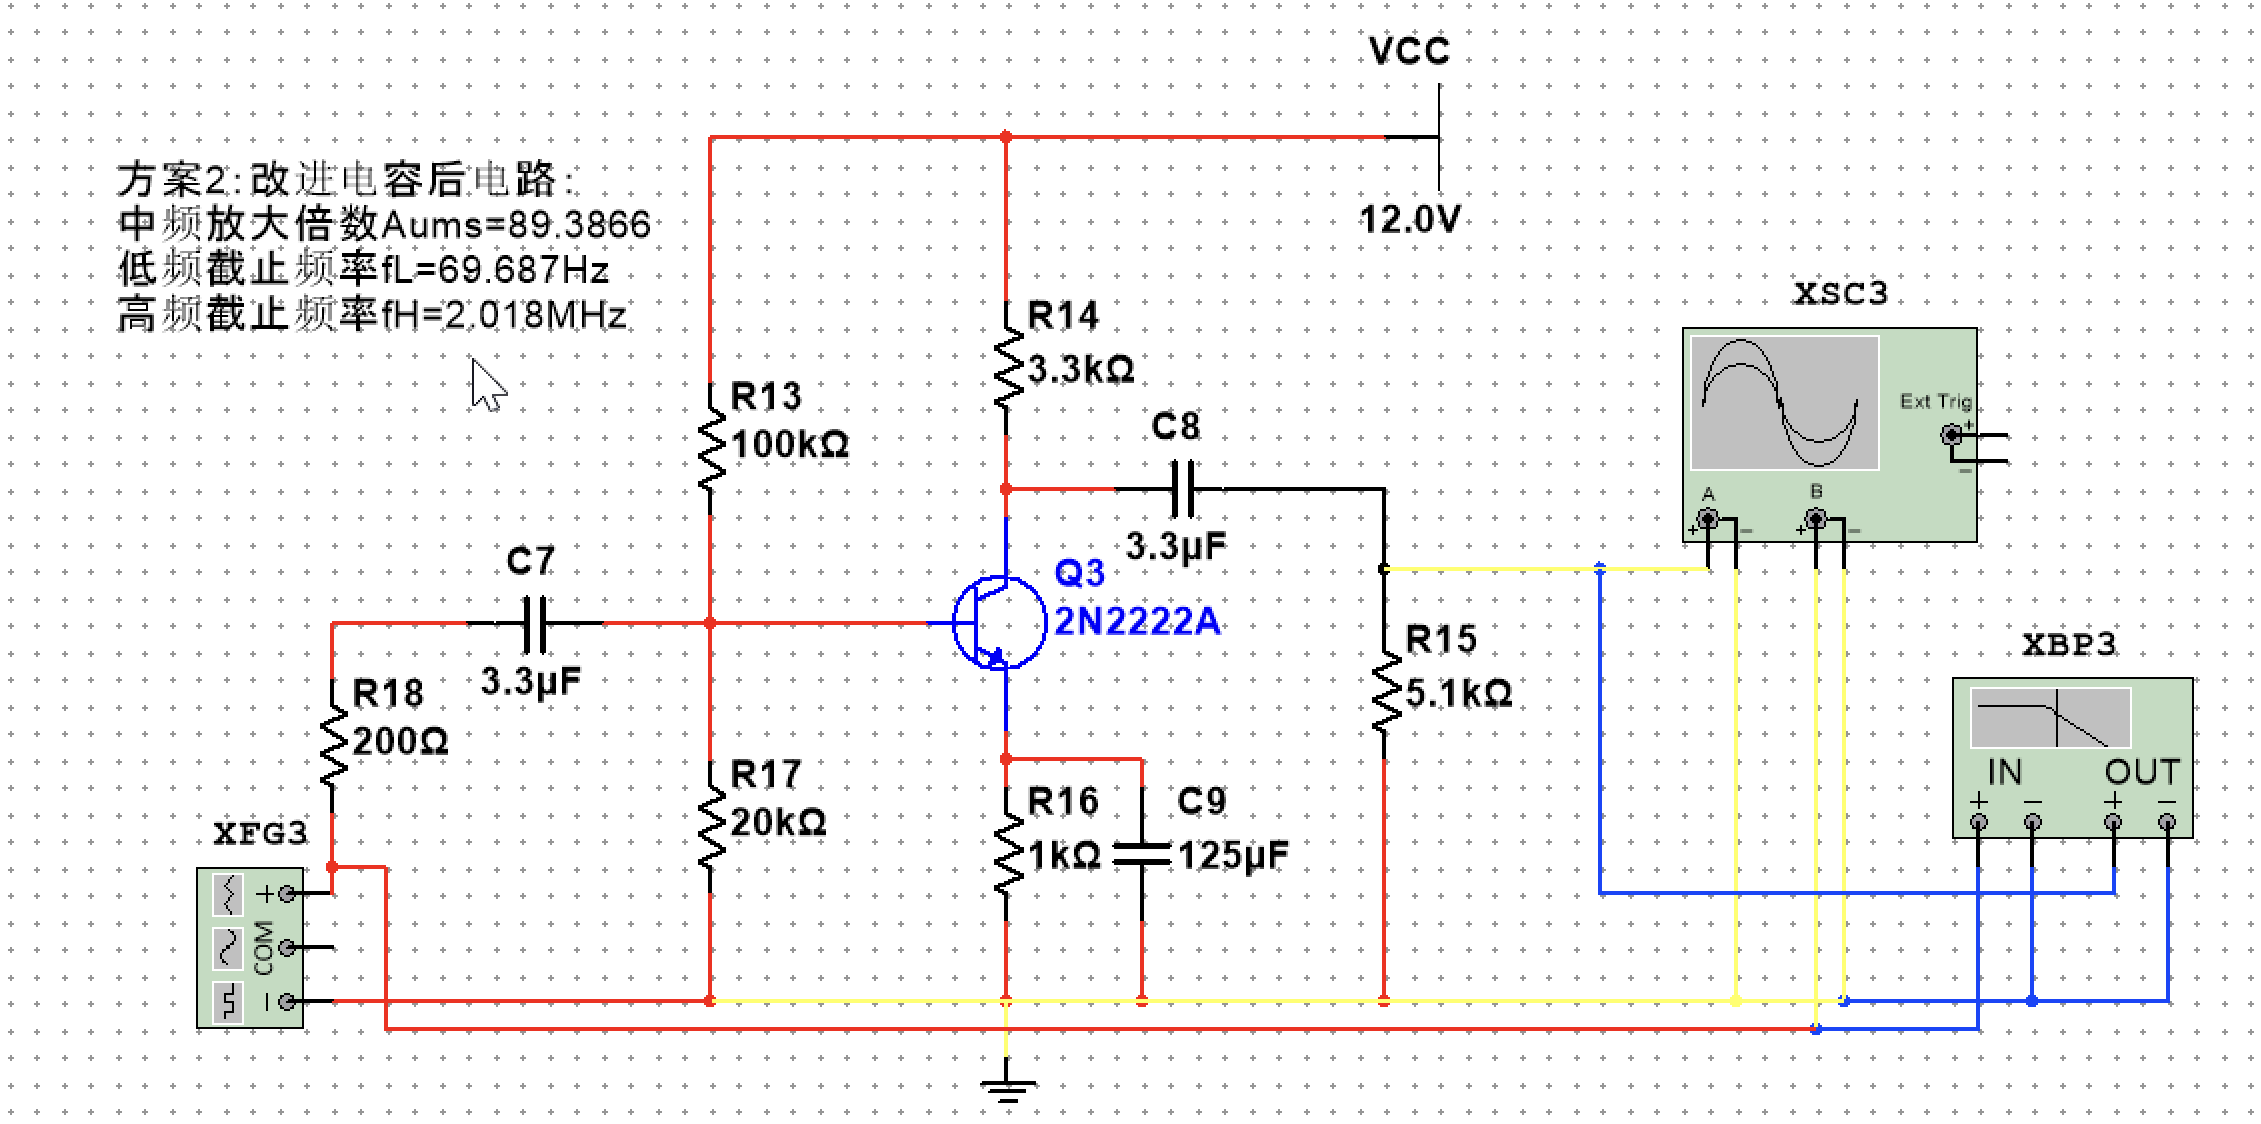 VCC
12.0V
方案2:改进电容后电路:
中频放大倍数Aums=89.3866
低频截止频率fL=69.687Hz
高频截止频率fH=2.018MHz
R14
3.3kΩ
R13
100kΩ
C8
3.3μF
C7
3.3μF
Q3
2N2222A
R18
200Ω
R17
20kΩ
R16
1kΩ
C9
125μF
R15
5.1kΩ
XFG3
+
COM
−
XSC3
Ext Trig
+
−
A
B
+ −
+ −
XBP3
IN OUT
+ − + −